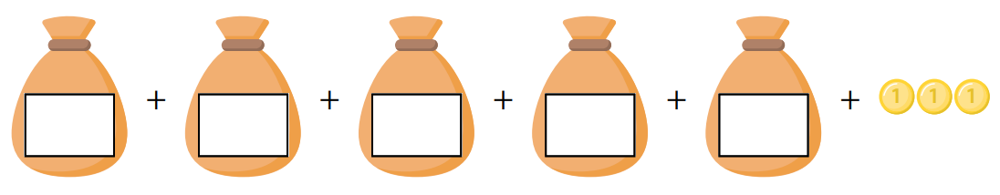 + + + + + 1 1 1